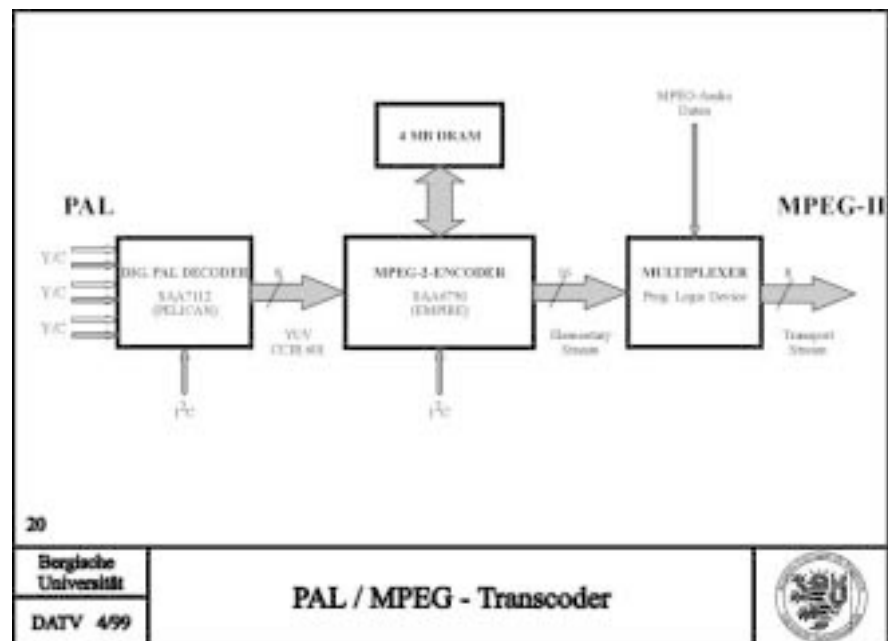 MPEG-Audio
Daten
4 MB DRAM
PAL
MPEG-II
Y/C
Y/C
Y/C
DIG. PAL DECODER
SAA7112
(PELICAN)
8
YUV
CCIR 601
MPEG-2-ENCODER
SAA6750
(EMPIRE)
16
Elementary
Stream
MULTIPLEXER
Prog. Logic Device
8
Transport
Stream
I²C
I²C
20
Bergische
Universität
DATV 4/99
PAL / MPEG - Transcoder